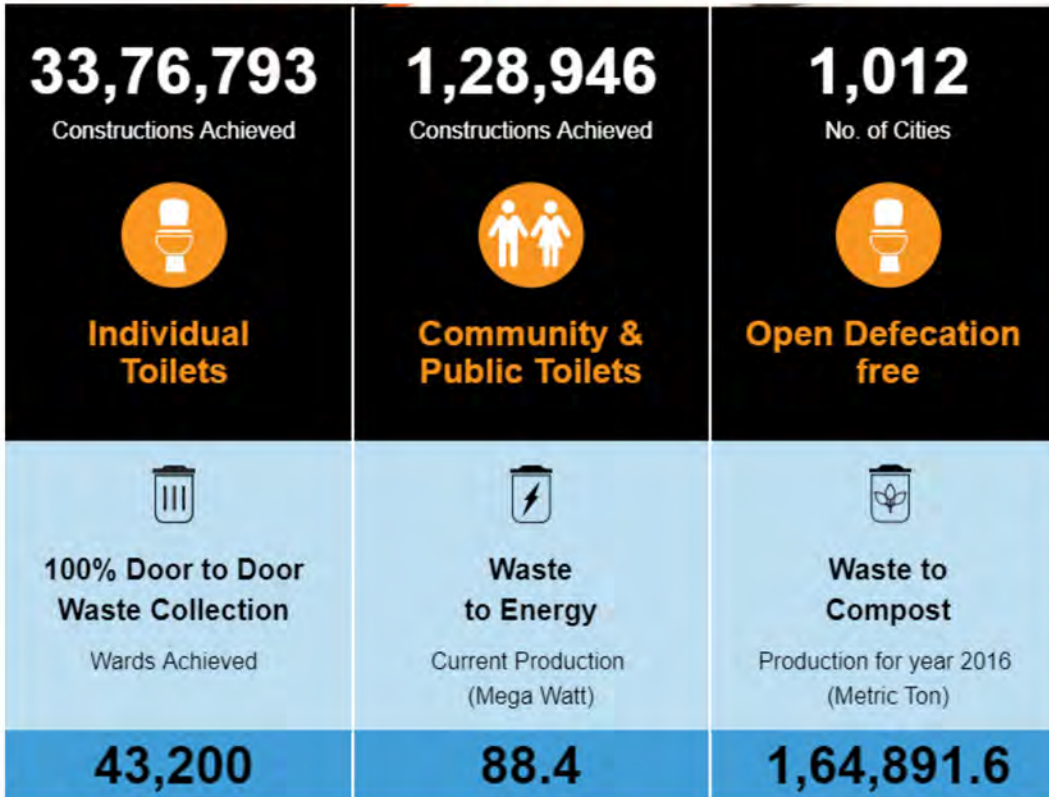 33,76,793
Constructions Achieved
Individual
Toilets
1,28,946
Constructions Achieved
Community &
Public Toilets
1,012
No. of Cities
Open Defecation
free
100% Door to Door
Waste Collection
Wards Achieved
43,200
Waste
to Energy
Current Production
(Mega Watt)
88.4
Waste to
Compost
Production for year 2016
(Metric Ton)
1,64,891.6